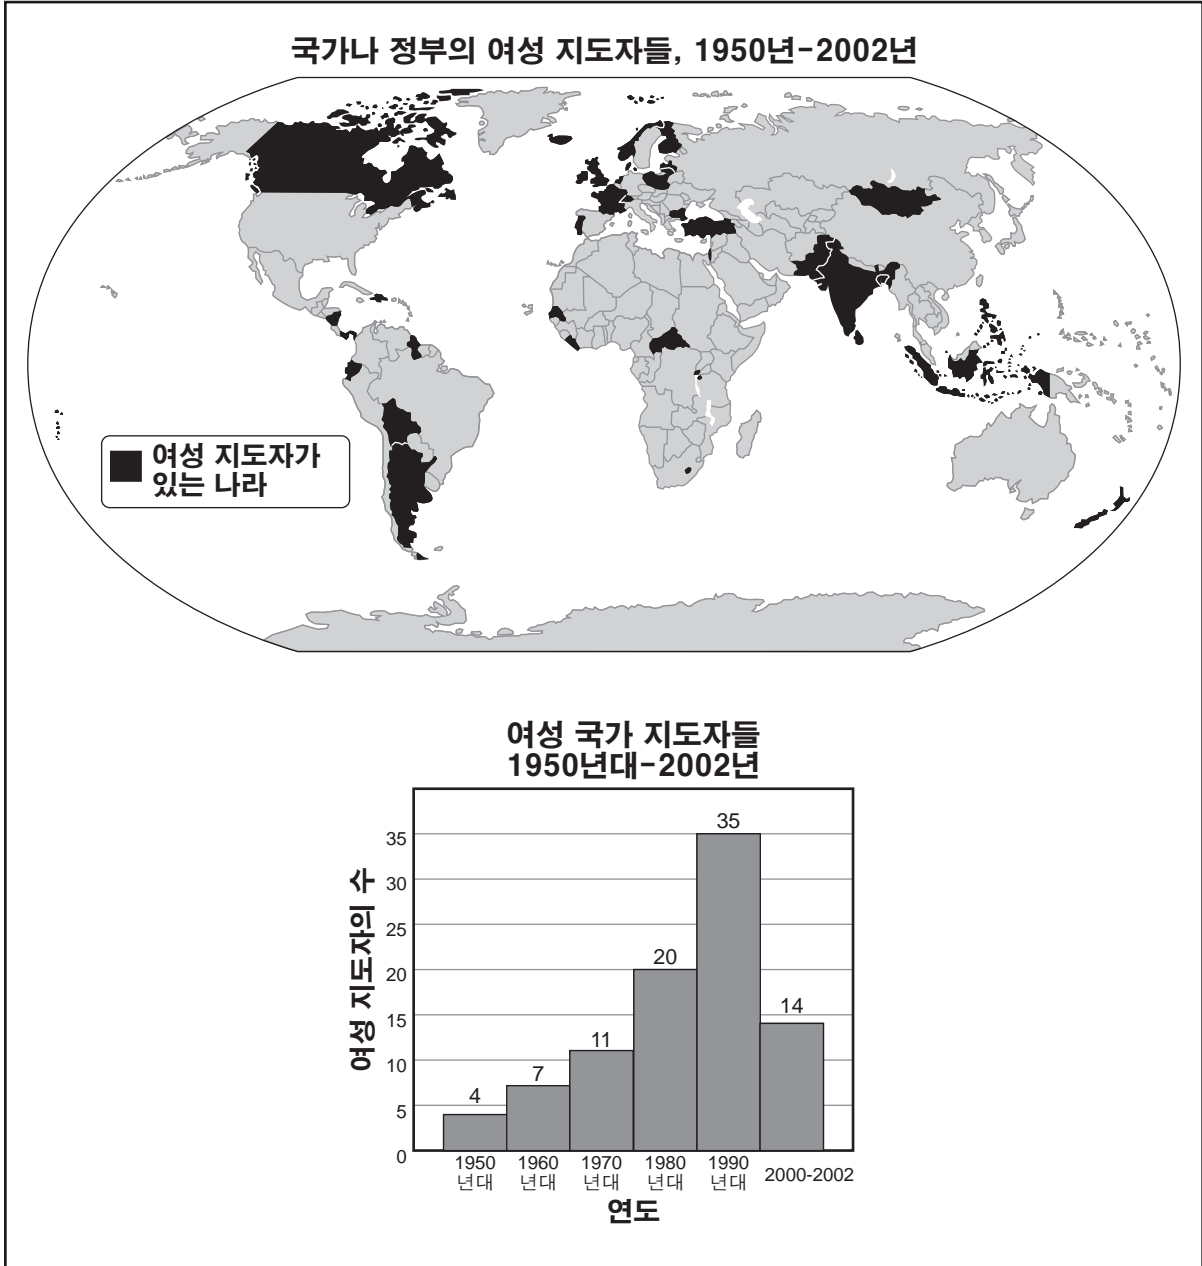 국가나 정부의 여성 지도자들, 1950년-2002년
여성 지도자가
있는 나라
여성 국가 지도자들
1950년대-2002년
여성 지도자의 수
35
30
25
20
15
10
5
0
4
7
11
20
35
14
1950
년대
1960
년대
1970
년대
1980
년대
1990
년대
2000-2002
연도